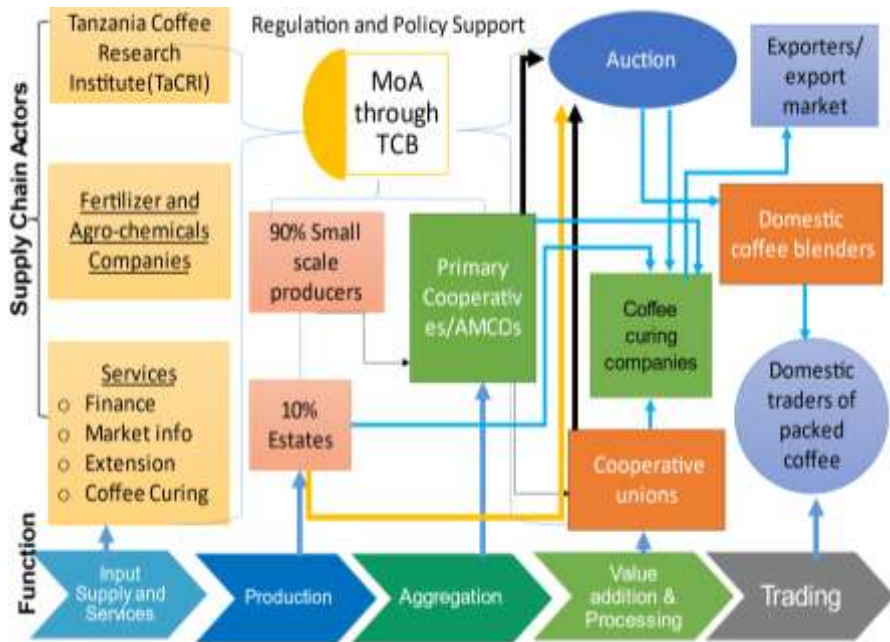 Supply Chain Actors
Function
Tanzania Coffee
Research
Institute(TaCRI)
Fertilizer and
Agro-chemicals
Companies
Services
o Finance
o Market info
o Extension
o Coffee Curing
Regulation and Policy Support
MoA
through
TCB
90% Small
scale
producers
10%
Estates
Primary
Cooperativ
es/AMCOs
Auction
Coffee
curing
companies
Cooperative
unions
Exporters/
export
market
Domestic
coffee blenders
Domestic
traders of
packed
coffee
Input
Supply and
Services
Production
Aggregation
Value
addition &
Processing
Trading